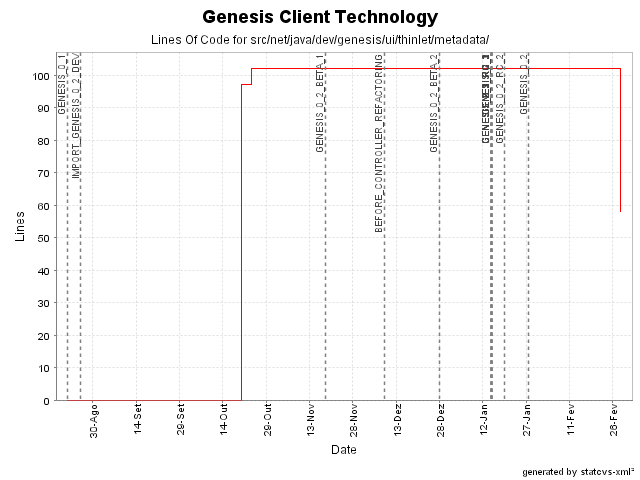 Genesis Client Technology
Lines Of Code for src/net/java/dev/genesis/ui/thinlet/metadata/
Lines
100
90
80
70
60
50
40
30
20
10
0
GENESIS_0_1
IMPORT_GENESIS_0_2_DEV
GENESIS_0_2_BETA_1
BEFORE_CONTROLLER_REFACTORING
GENESIS_0_2_BETA_2
GENESIS_0_2_RC_2
GENESIS_0_2
30-Ago
14-Set
29-Set
14-Out
29-Out
13-Nov
28-Nov
13-Dez
28-Dez
12-Jan
27-Jan
11-Fev
26-Fev
Date
generated by statcvs-xml²